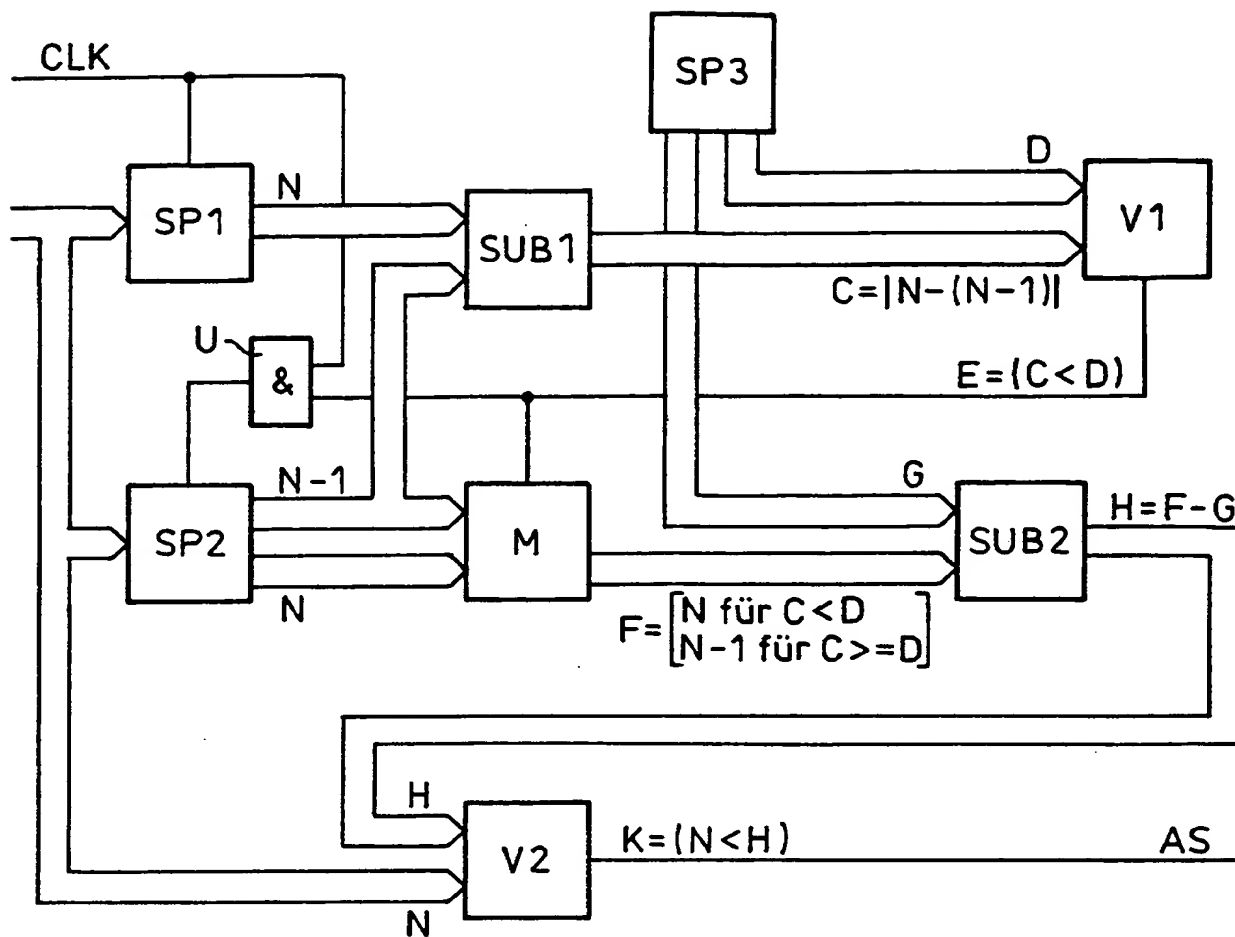 CLK
SP3
D
SP1
N
SUB1
V1
C=|N-(N-1)|
U
&
E=(C<D)
N-1
G
SP2
M
SUB2
H=F-G
N
F=[N für C<D
N-1 für C>=D]
H
V2
K=(N<H)
AS
N